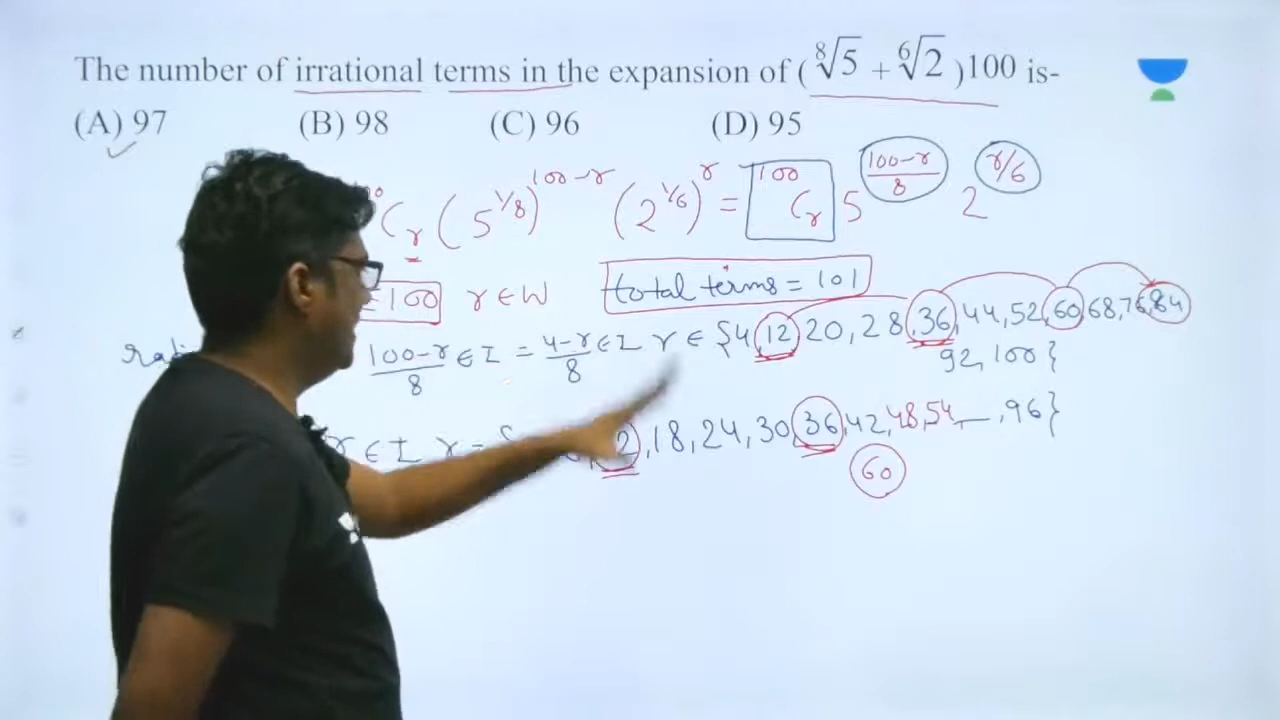 The number of irrational terms in the expansion of (⁸√5 + ⁶√2 )100 is-
(A) 97 (B) 98 (C) 96 (D) 95
Cᵣ (5^(1/8))^(100-r) (2^(1/6))^r = ¹⁰⁰Cᵣ 5^((100-r)/8) 2^(r/6)
=100 r∈W total terms = 101
(100-r)/8 ∈ I = (4-r)/8 ∈ I r ∈ {4,12 20,28,36,44,52,60 68,76,84
92,100}
r ∈ I r = 2,18,24,30,36,42,48,54,—,96}
60